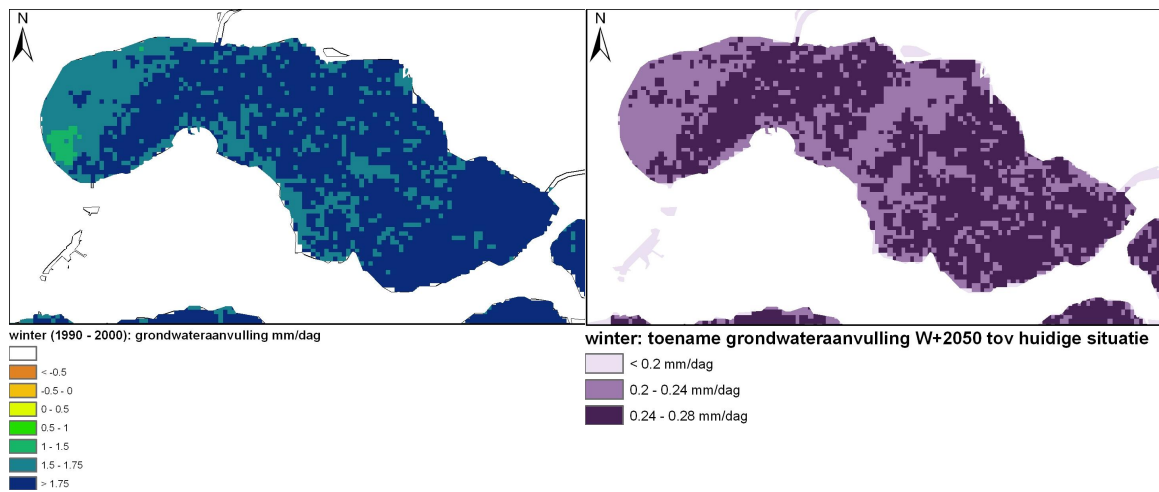 N
winter (1990 - 2000): grondwateraanvulling mm/dag
< -0.5
-0.5 - 0
0 - 0.5
0.5 - 1
1 - 1.5
1.5 - 1.75
> 1.75
N
winter: toename grondwateraanvulling W+2050 tov huidige situatie
< 0.2 mm/dag
0.2 - 0.24 mm/dag
0.24 - 0.28 mm/dag